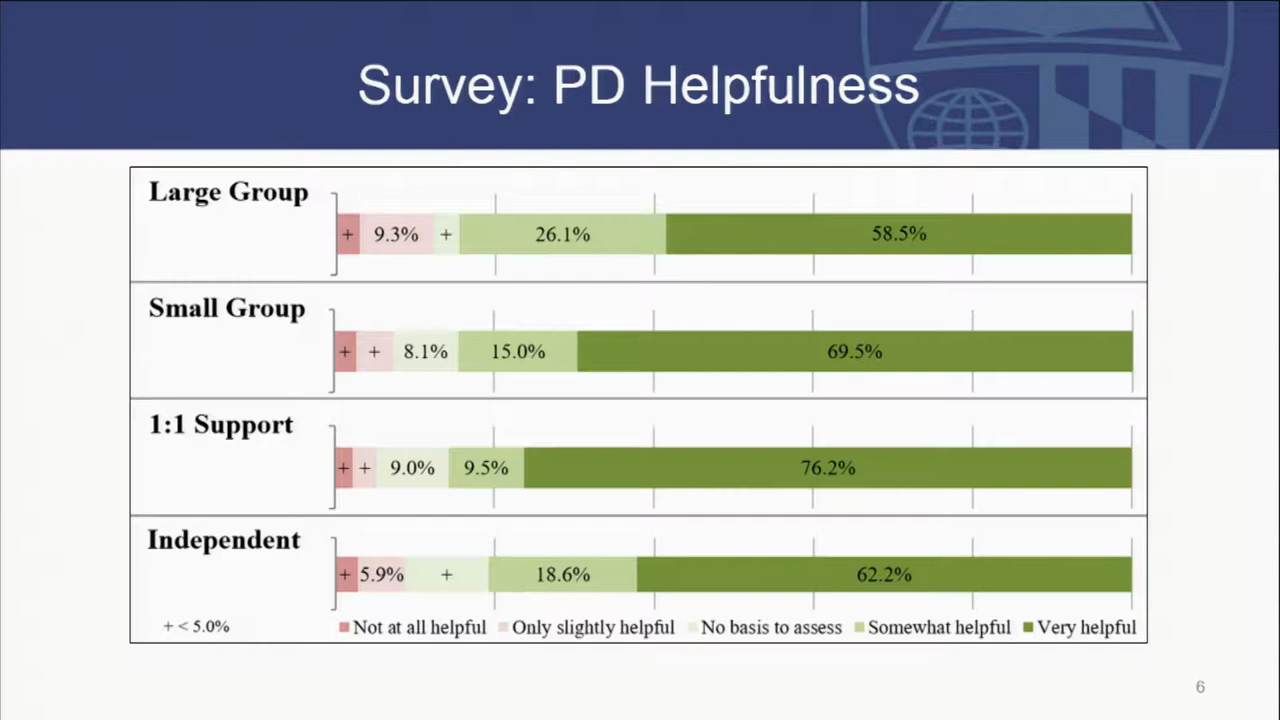 Survey: PD Helpfulness
Large Group
+ 9.3% + 26.1% 58.5%
Small Group
+ + 8.1% 15.0% 69.5%
1:1 Support
+ + 9.0% 9.5% 76.2%
Independent
+ 5.9% + 18.6% 62.2%
+ < 5.0% Not at all helpful Only slightly helpful No basis to assess Somewhat helpful Very helpful
6